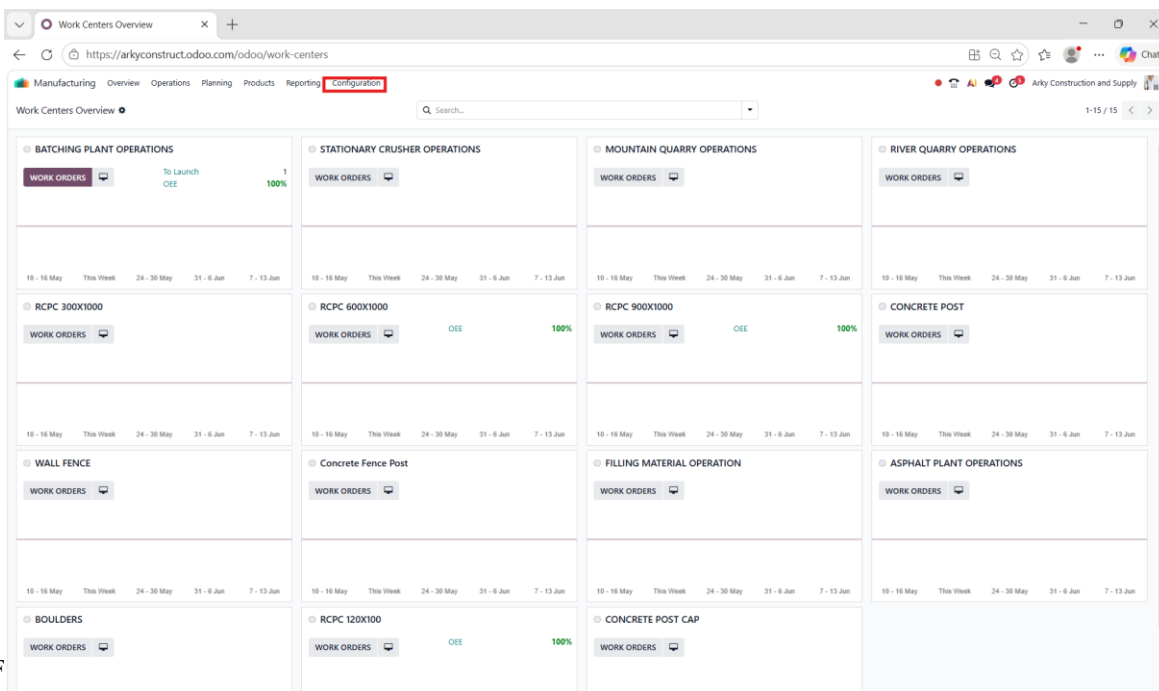 Work Centers Overview
https://arkyconstruct.odoo.com/odoo/work-centers
Chat
Manufacturing Overview Operations Planning Products Reporting Configuration
AI 4 5 Arky Construction and Supply
Work Centers Overview
Search...
1-15 / 15
BATCHING PLANT OPERATIONS
WORK ORDERS
To Launch 1
OEE 100%
10 - 16 May This Week 24 - 30 May 31 - 6 Jun 7 - 13 Jun
STATIONARY CRUSHER OPERATIONS
WORK ORDERS
10 - 16 May This Week 24 - 30 May 31 - 6 Jun 7 - 13 Jun
MOUNTAIN QUARRY OPERATIONS
WORK ORDERS
10 - 16 May This Week 24 - 30 May 31 - 6 Jun 7 - 13 Jun
RIVER QUARRY OPERATIONS
WORK ORDERS
10 - 16 May This Week 24 - 30 May 31 - 6 Jun 7 - 13 Jun
RCPC 300X1000
WORK ORDERS
10 - 16 May This Week 24 - 30 May 31 - 6 Jun 7 - 13 Jun
RCPC 600X1000
WORK ORDERS
OEE 100%
10 - 16 May This Week 24 - 30 May 31 - 6 Jun 7 - 13 Jun
RCPC 900X1000
WORK ORDERS
OEE 100%
10 - 16 May This Week 24 - 30 May 31 - 6 Jun 7 - 13 Jun
CONCRETE POST
WORK ORDERS
10 - 16 May This Week 24 - 30 May 31 - 6 Jun 7 - 13 Jun
WALL FENCE
WORK ORDERS
10 - 16 May This Week 24 - 30 May 31 - 6 Jun 7 - 13 Jun
Concrete Fence Post
WORK ORDERS
10 - 16 May This Week 24 - 30 May 31 - 6 Jun 7 - 13 Jun
FILLING MATERIAL OPERATION
WORK ORDERS
10 - 16 May This Week 24 - 30 May 31 - 6 Jun 7 - 13 Jun
ASPHALT PLANT OPERATIONS
WORK ORDERS
10 - 16 May This Week 24 - 30 May 31 - 6 Jun 7 - 13 Jun
BOULDERS
WORK ORDERS
RCPC 120X100
WORK ORDERS
OEE 100%
CONCRETE POST CAP
WORK ORDERS